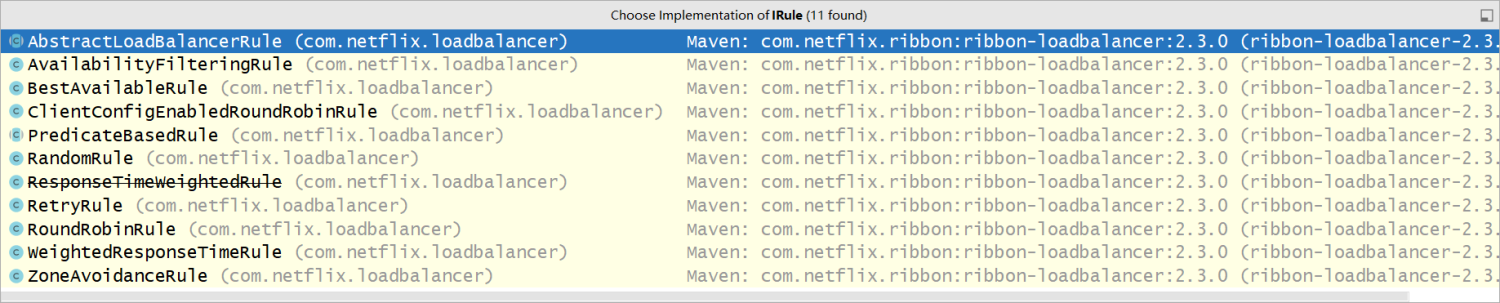 Choose Implementation of IRule (11 found)
AbstractLoadBalancerRule (com.netflix.loadbalancer) Maven: com.netflix.ribbon:ribbon-loadbalancer:2.3.0 (ribbon-loadbalancer-2.3.
AvailabilityFilteringRule (com.netflix.loadbalancer) Maven: com.netflix.ribbon:ribbon-loadbalancer:2.3.0 (ribbon-loadbalancer-2.3.
BestAvailableRule (com.netflix.loadbalancer) Maven: com.netflix.ribbon:ribbon-loadbalancer:2.3.0 (ribbon-loadbalancer-2.3.
ClientConfigEnabledRoundRobinRule (com.netflix.loadbalancer) Maven: com.netflix.ribbon:ribbon-loadbalancer:2.3.0 (ribbon-loadbalancer-2.3.
PredicateBasedRule (com.netflix.loadbalancer) Maven: com.netflix.ribbon:ribbon-loadbalancer:2.3.0 (ribbon-loadbalancer-2.3.
RandomRule (com.netflix.loadbalancer) Maven: com.netflix.ribbon:ribbon-loadbalancer:2.3.0 (ribbon-loadbalancer-2.3.
ResponseTimeWeightedRule (com.netflix.loadbalancer) Maven: com.netflix.ribbon:ribbon-loadbalancer:2.3.0 (ribbon-loadbalancer-2.3.
RetryRule (com.netflix.loadbalancer) Maven: com.netflix.ribbon:ribbon-loadbalancer:2.3.0 (ribbon-loadbalancer-2.3.
RoundRobinRule (com.netflix.loadbalancer) Maven: com.netflix.ribbon:ribbon-loadbalancer:2.3.0 (ribbon-loadbalancer-2.3.
WeightedResponseTimeRule (com.netflix.loadbalancer) Maven: com.netflix.ribbon:ribbon-loadbalancer:2.3.0 (ribbon-loadbalancer-2.3.
ZoneAvoidanceRule (com.netflix.loadbalancer) Maven: com.netflix.ribbon:ribbon-loadbalancer:2.3.0 (ribbon-loadbalancer-2.3.